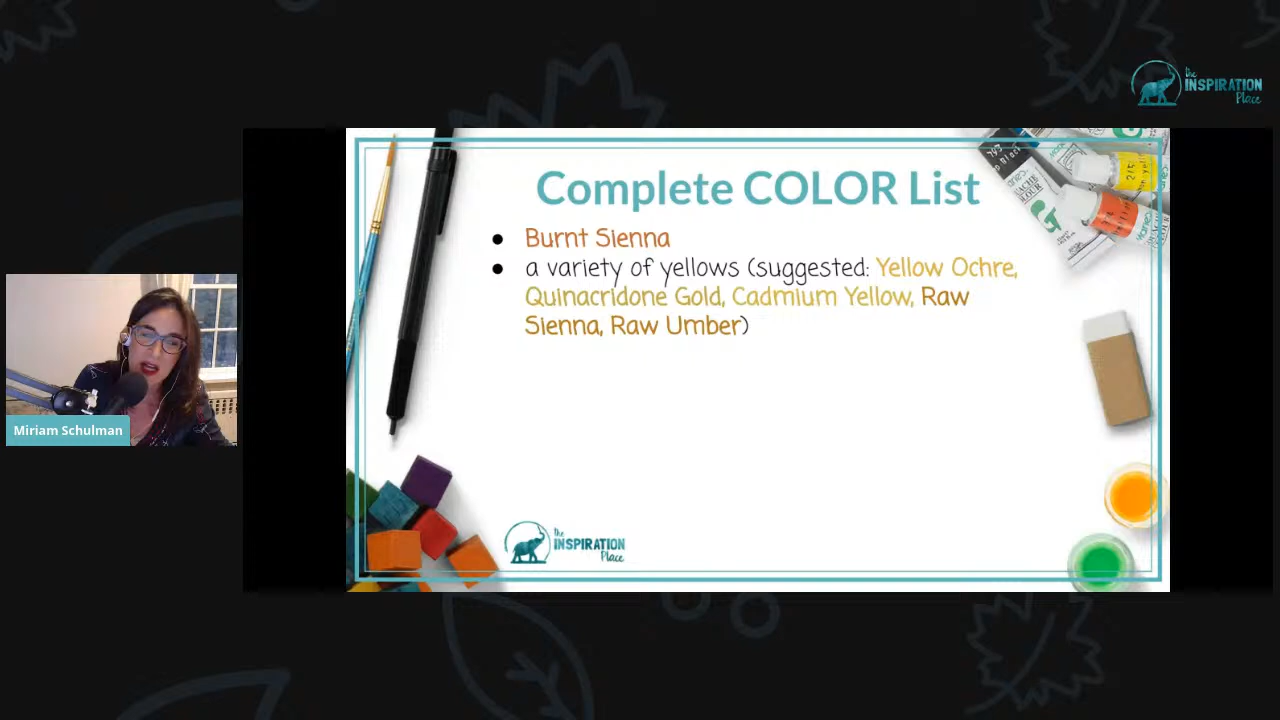 the
INSPIRATION
Place
Complete COLOR List
● Burnt Sienna
● a variety of yellows (suggested: Yellow Ochre,
Quinacridone Gold, Cadmium Yellow, Raw
Sienna, Raw Umber)
Miriam Schulman
the
INSPIRATION
Place